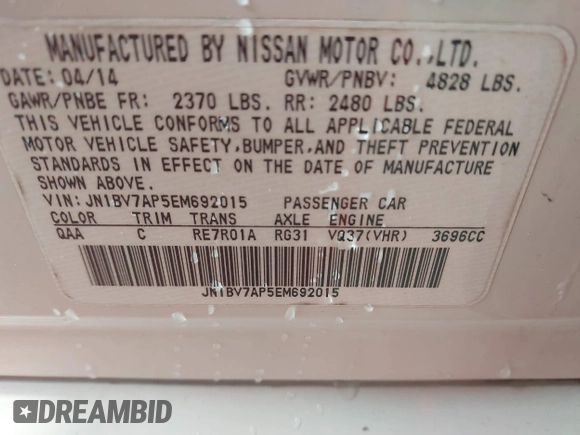 MANUFACTURED BY NISSAN MOTOR CO.,LTD.
DATE: 04/14 GVWR/PNBV: 4828 LBS.
GAWR/PNBE FR: 2370 LBS. RR: 2480 LBS.
THIS VEHICLE CONFORMS TO ALL APPLICABLE FEDERAL
MOTOR VEHICLE SAFETY,BUMPER,AND THEFT PREVENTION
STANDARDS IN EFFECT ON THE DATE OF MANUFACTURE
SHOWN ABOVE.
VIN:JN1BV7AP5EM692015 PASSENGER CAR
COLOR TRIM TRANS AXLE ENGINE
QAA C RE7R01A RG31 VQ37(VHR) 3696CC
JN1BV7AP5EM692015
DREAMBID